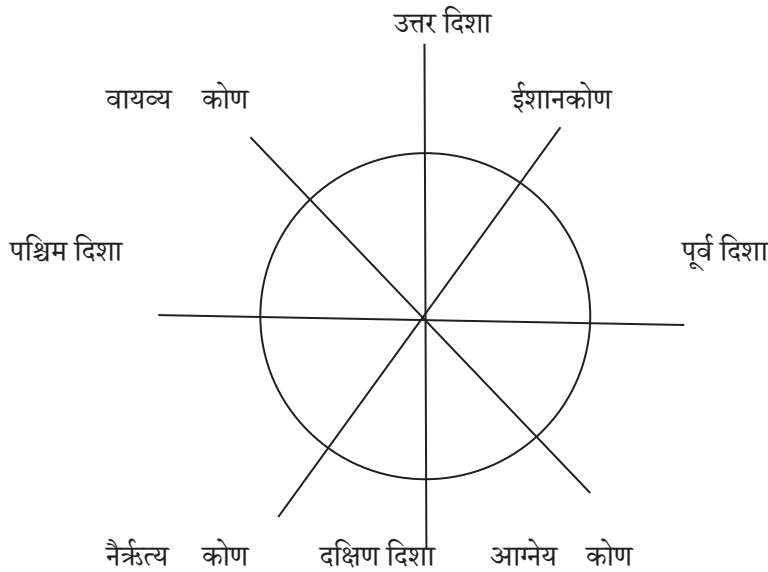 उत्तर दिशा
वायव्य कोण ईशानकोण
पश्चिम दिशा पूर्व दिशा
नैर्ऋत्य कोण दक्षिण दिशा आग्नेय कोण